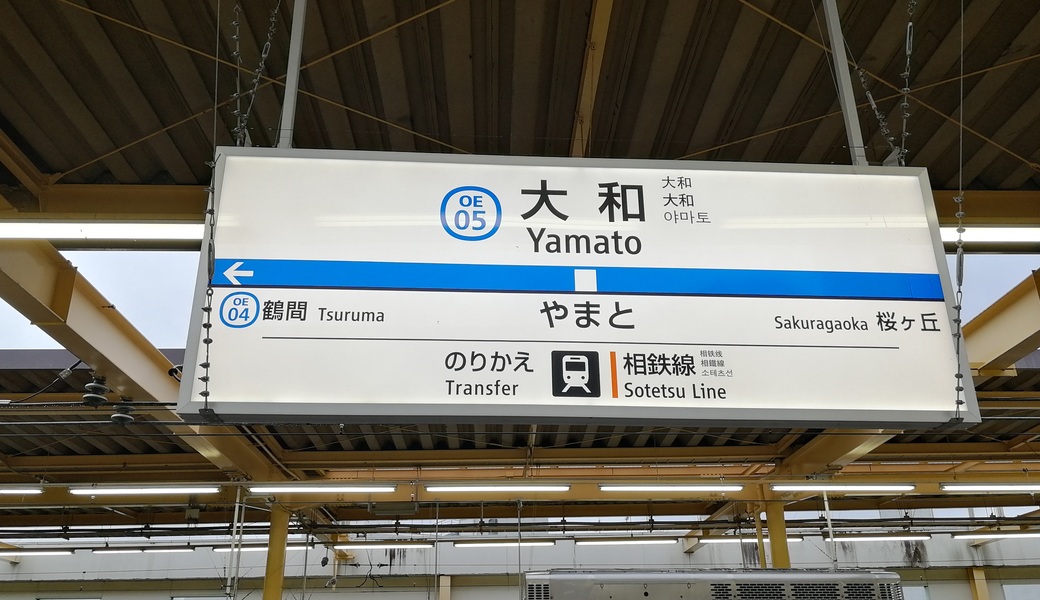 OE
05
大和
Yamato
大和
大和
야마토
OE
04
鶴間 Tsuruma
やまと
Sakuragaoka 桜ヶ丘
のりかえ
Transfer
相鉄線
Sotetsu Line
相铁线
相鐵線
소테츠선